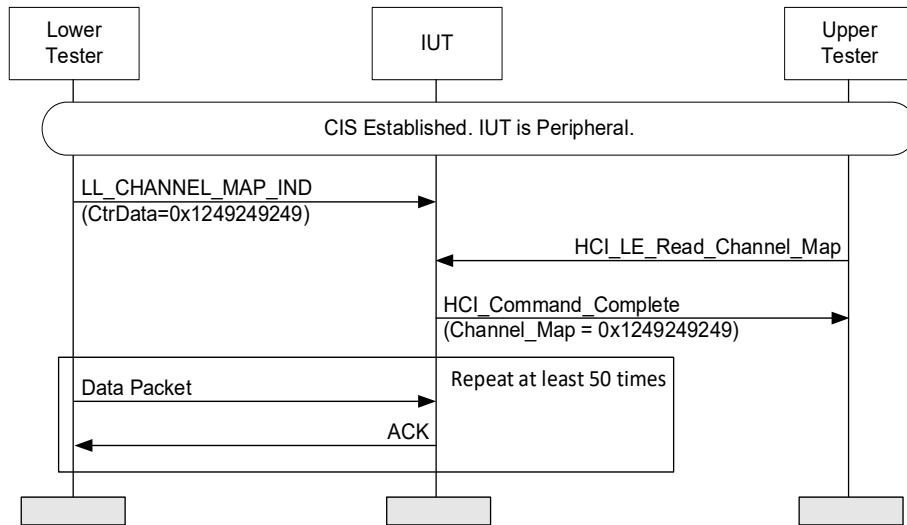 Lower
Tester
IUT
Upper
Tester
CIS Established. IUT is Peripheral.
LL_CHANNEL_MAP_IND
(CtrData=0x1249249249)
HCI_LE_Read_Channel_Map
HCI_Command_Complete
(Channel_Map = 0x1249249249)
Repeat at least 50 times
Data Packet
ACK